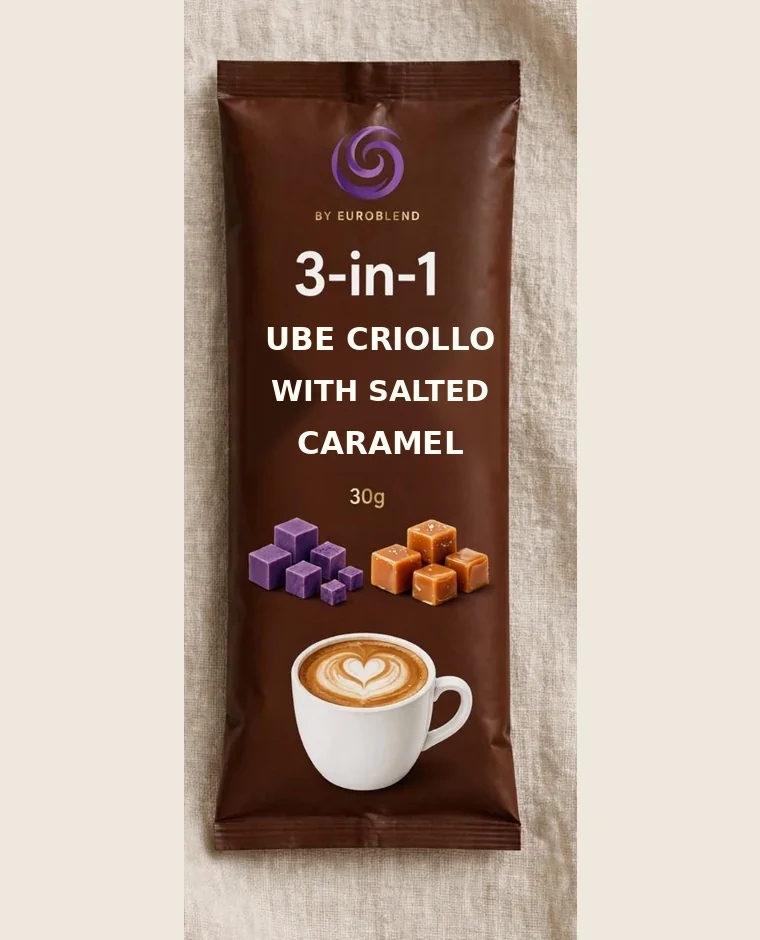 BY EUROBLEND
3-in-1
UBE CRIOLLO
WITH SALTED
CARAMEL
30g